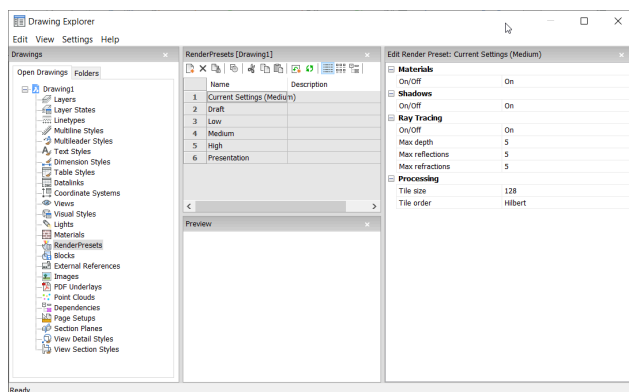 Drawing Explorer
Edit View Settings Help
Drawings
Open Drawings Folders
Drawing1
Layers
Layer States
Linetypes
Multiline Styles
Multileader Styles
Text Styles
Dimension Styles
Table Styles
Datalinks
Coordinate Systems
Views
Visual Styles
Lights
Materials
RenderPresets
Blocks
External References
Images
PDF Underlays
Point Clouds
Dependencies
Page Setups
Section Planes
View Detail Styles
View Section Styles
RenderPresets [Drawing1]
Name Description
1 Current Settings (Medium)
2 Draft
3 Low
4 Medium
5 High
6 Presentation
Preview
Edit Render Preset: Current Settings (Medium)
Materials
On/Off On
Shadows
On/Off On
Ray Tracing
On/Off On
Max depth 5
Max reflections 5
Max refractions 5
Processing
Tile size 128
Tile order Hilbert
Ready